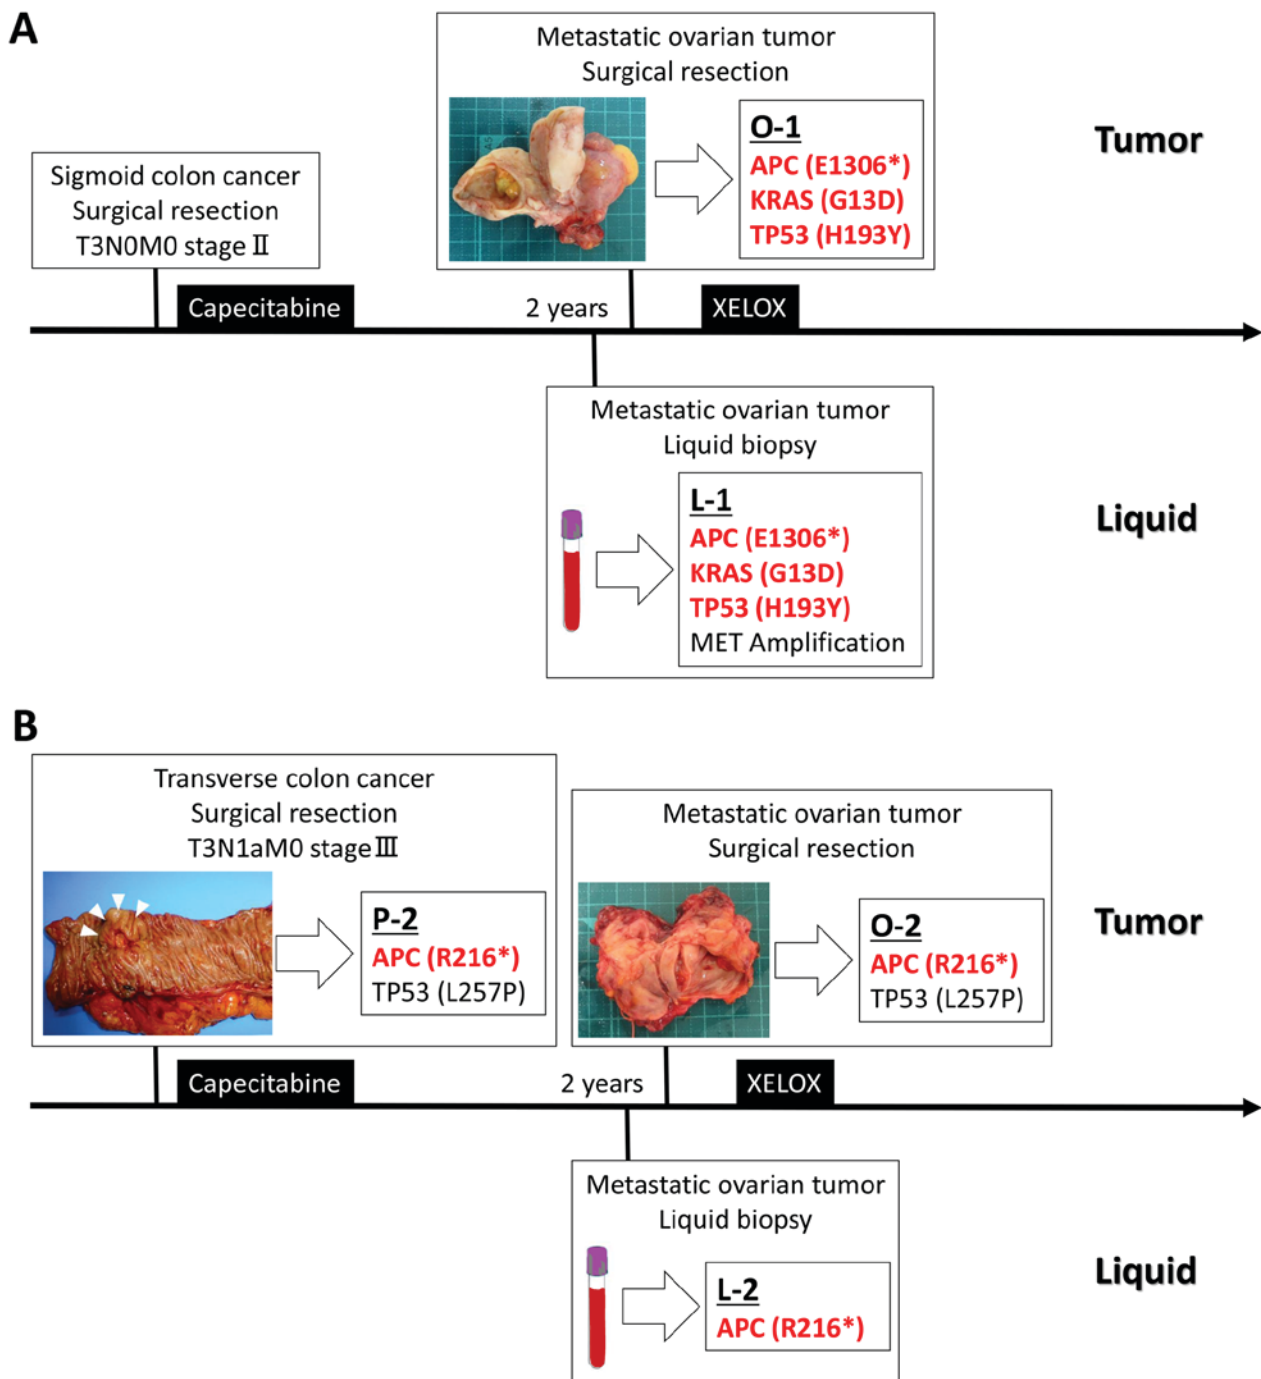 A
Metastatic ovarian tumor
Surgical resection
O-1
APC (E1306*)
KRAS (G13D)
TP53 (H193Y)
Tumor
Sigmoid colon cancer
Surgical resection
T3N0M0 stage Ⅱ
Capecitabine
2 years
XELOX
Metastatic ovarian tumor
Liquid biopsy
L-1
APC (E1306*)
KRAS (G13D)
TP53 (H193Y)
MET Amplification
Liquid
B
Transverse colon cancer
Surgical resection
T3N1aM0 stage Ⅲ
P-2
APC (R216*)
TP53 (L257P)
Metastatic ovarian tumor
Surgical resection
O-2
APC (R216*)
TP53 (L257P)
Tumor
Capecitabine
2 years
XELOX
Metastatic ovarian tumor
Liquid biopsy
L-2
APC (R216*)
Liquid